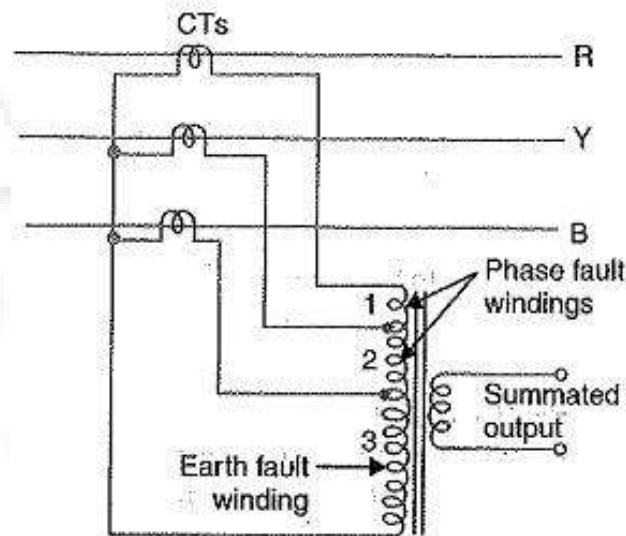 CTs
R
Y
B
Phase fault
windings
1
2
3
Summated
output
Earth fault
winding